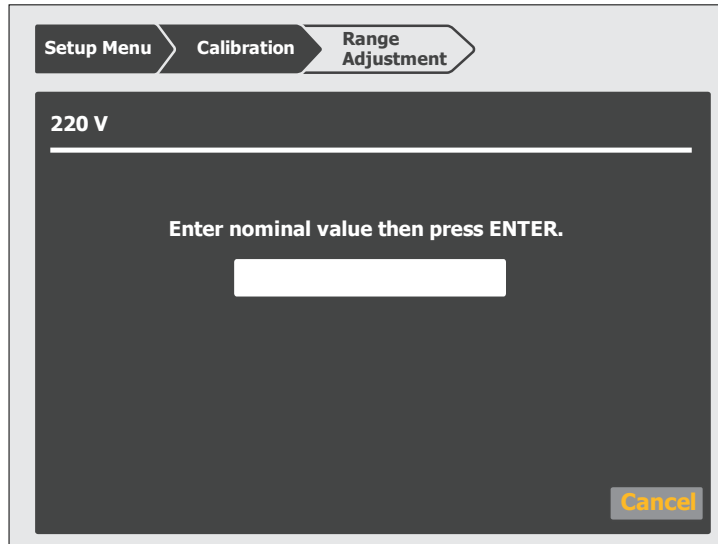 Setup Menu
Calibration
Range
Adjustment
220 V
Enter nominal value then press ENTER.
Cancel